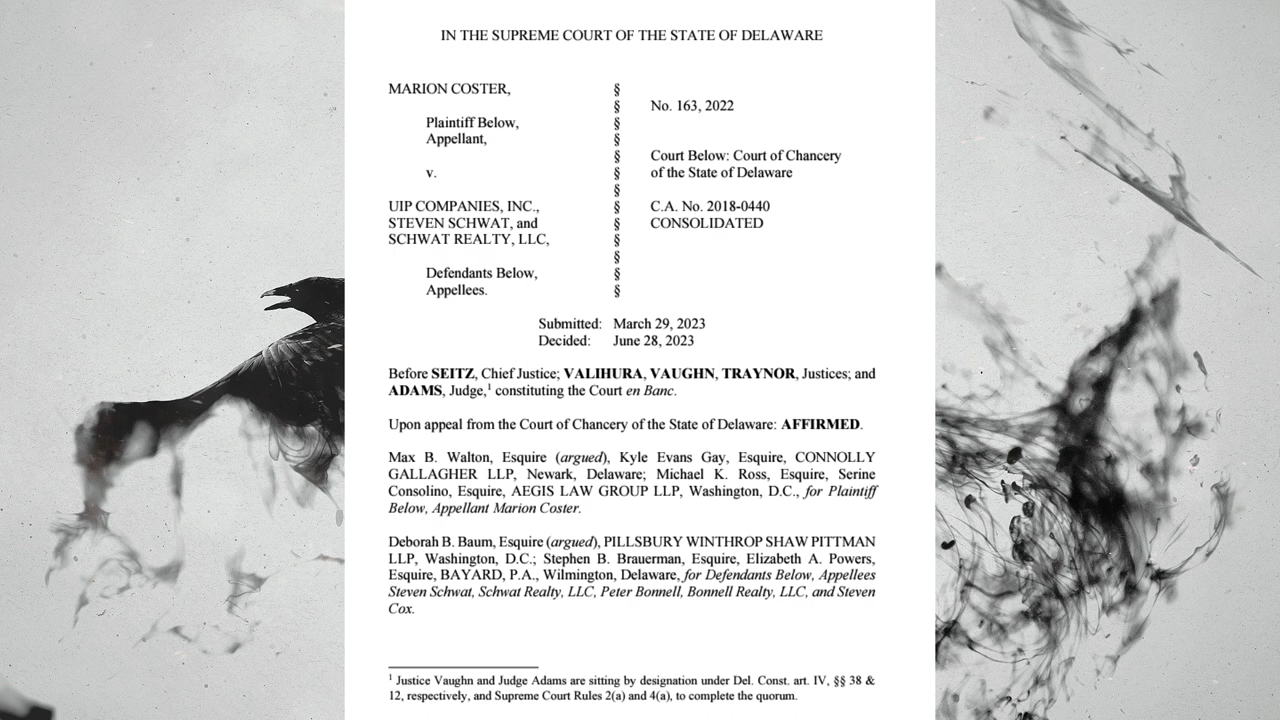 IN THE SUPREME COURT OF THE STATE OF DELAWARE
MARION COSTER, §
§ No. 163, 2022
Plaintiff Below, §
Appellant, §
§ Court Below: Court of Chancery
v. § of the State of Delaware
§
UIP COMPANIES, INC., § C.A. No. 2018-0440
STEVEN SCHWAT, and § CONSOLIDATED
SCHWAT REALTY, LLC, §
§
Defendants Below, §
Appellees. §
Submitted: March 29, 2023
Decided: June 28, 2023
Before SEITZ, Chief Justice; VALIHURA, VAUGHN, TRAYNOR, Justices; and
ADAMS, Judge,¹ constituting the Court en Banc.
Upon appeal from the Court of Chancery of the State of Delaware: AFFIRMED.
Max B. Walton, Esquire (argued), Kyle Evans Gay, Esquire, CONNOLLY
GALLAGHER LLP, Newark, Delaware; Michael K. Ross, Esquire, Serine
Consolino, Esquire, AEGIS LAW GROUP LLP, Washington, D.C., for Plaintiff
Below, Appellant Marion Coster.
Deborah B. Baum, Esquire (argued), PILLSBURY WINTHROP SHAW PITTMAN
LLP, Washington, D.C.; Stephen B. Brauerman, Esquire, Elizabeth A. Powers,
Esquire, BAYARD, P.A., Wilmington, Delaware, for Defendants Below, Appellees
Steven Schwat, Schwat Realty, LLC, Peter Bonnell, Bonnell Realty, LLC, and Steven
Cox.
¹ Justice Vaughn and Judge Adams are sitting by designation under Del. Const. art. IV, §§ 38 &
12, respectively, and Supreme Court Rules 2(a) and 4(a), to complete the quorum.